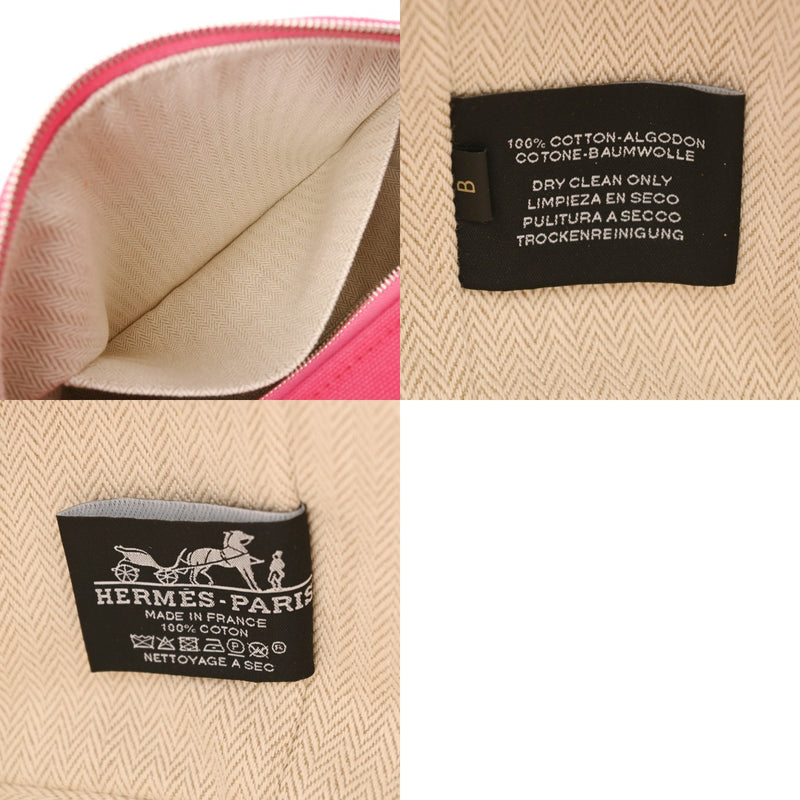 100% COTTON-ALGODON
COTONE-BAUMWOLLE
DRY CLEAN ONLY
LIMPIEZA EN SECO
PULITURA A SECCO
TROCKENREINIGUNG
B
HERMÈS-PARIS
MADE IN FRANCE
100% COTON
NETTOYAGE A SEC